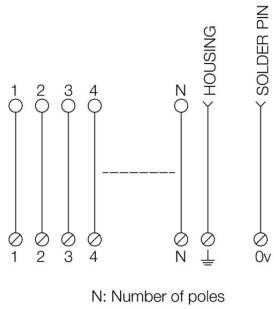 HOUSING
SOLDER PIN
1 2 3 4 N
1 2 3 4 N 0v
N: Number of poles